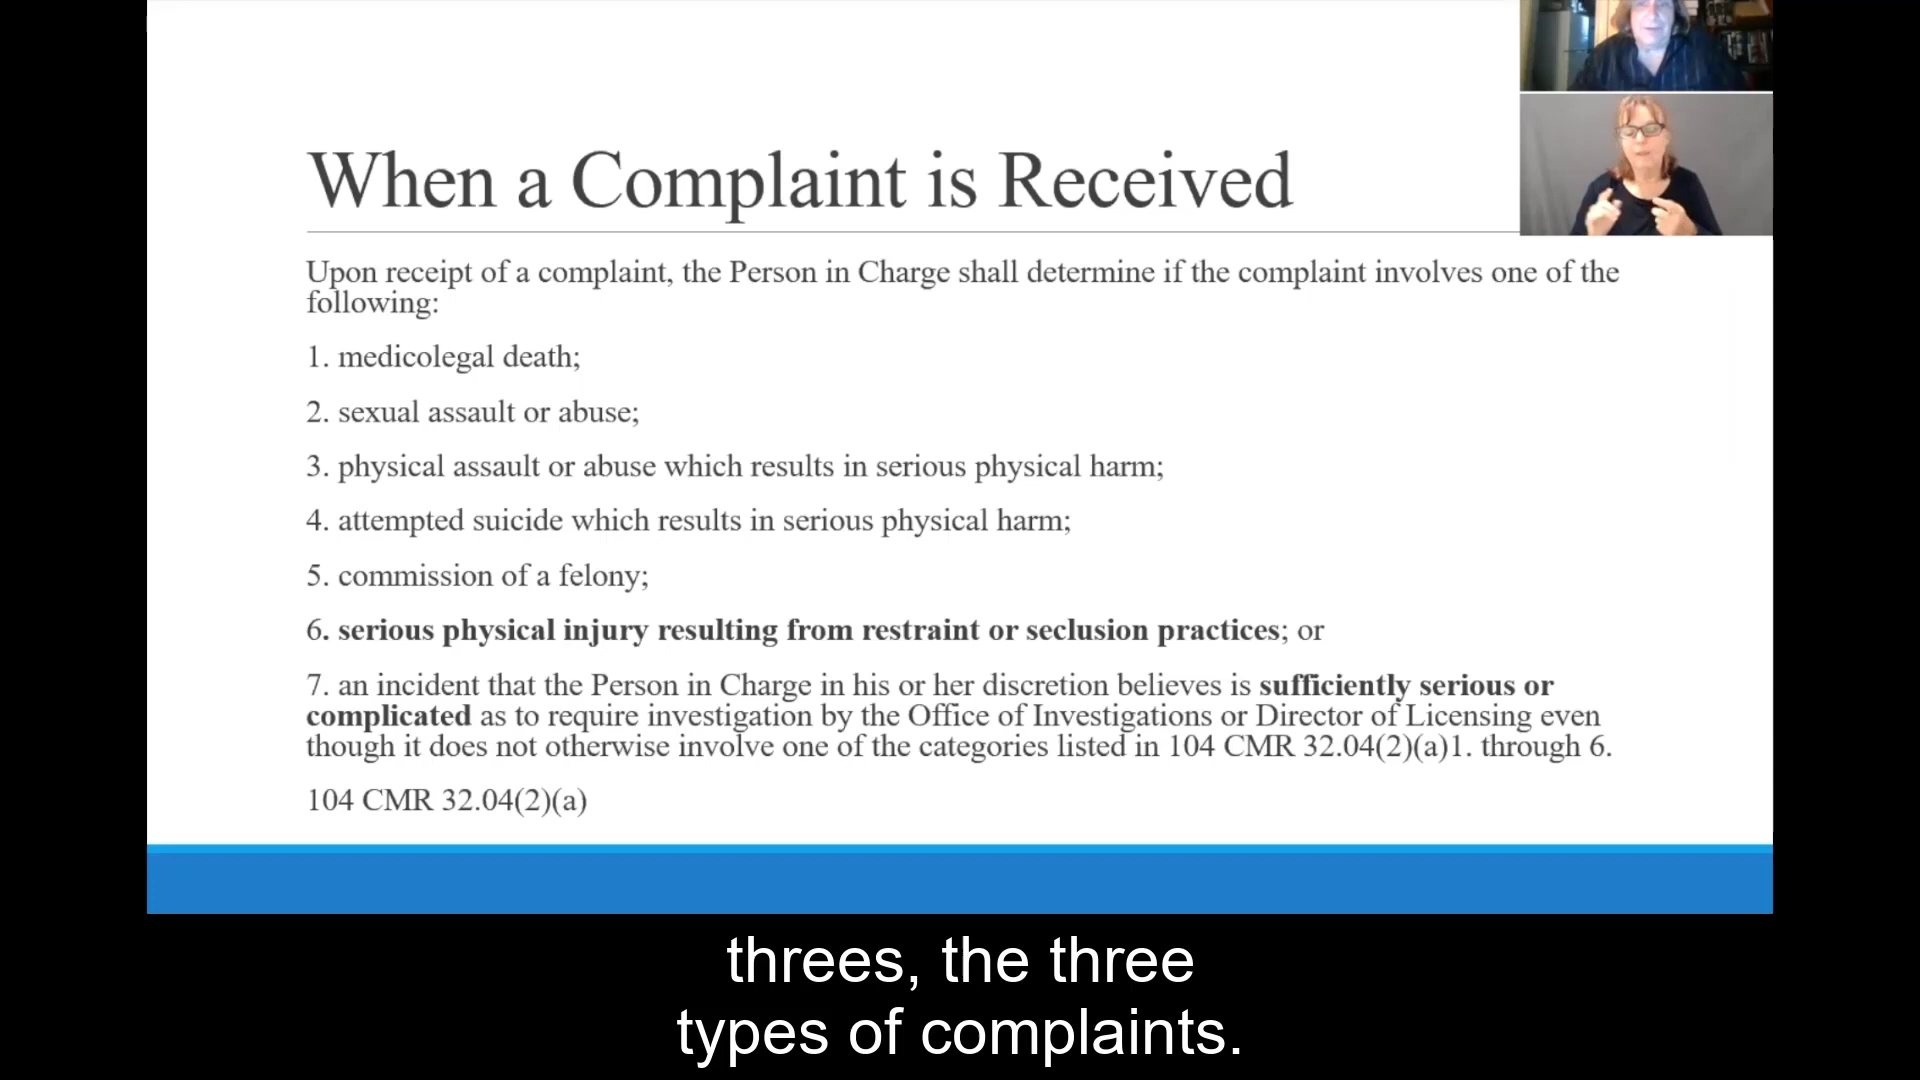 When a Complaint is Received
Upon receipt of a complaint, the Person in Charge shall determine if the complaint involves one of the
following:
1. medicolegal death;
2. sexual assault or abuse;
3. physical assault or abuse which results in serious physical harm;
4. attempted suicide which results in serious physical harm;
5. commission of a felony;
6. serious physical injury resulting from restraint or seclusion practices; or
7. an incident that the Person in Charge in his or her discretion believes is sufficiently serious or
complicated as to require investigation by the Office of Investigations or Director of Licensing even
though it does not otherwise involve one of the categories listed in 104 CMR 32.04(2)(a)1. through 6.
104 CMR 32.04(2)(a)
threes, the three
types of complaints.